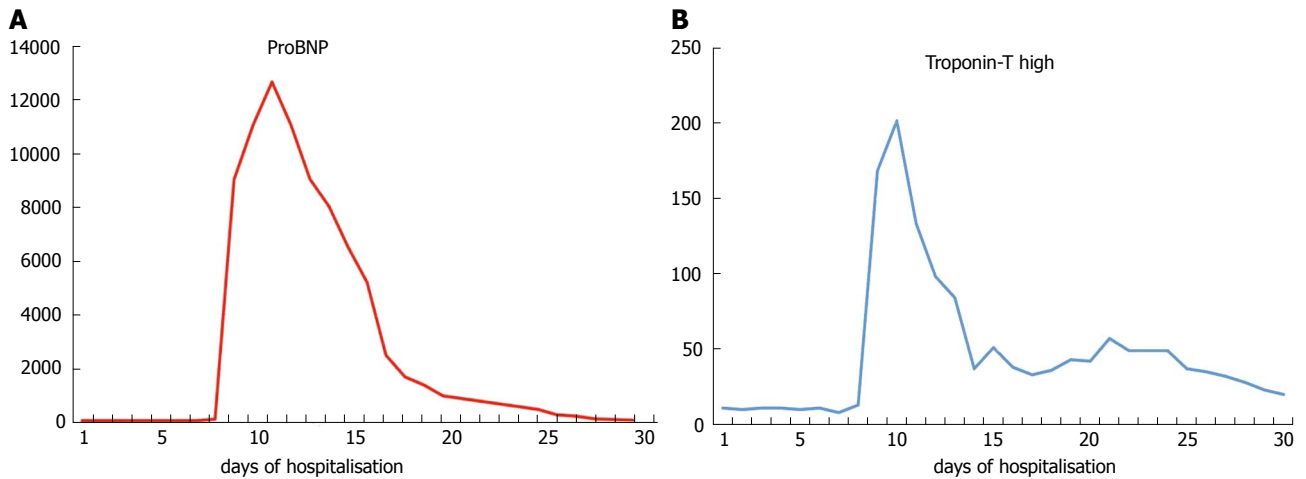 A
ProBNP
14000
12000
10000
8000
6000
4000
2000
0
1 5 10 15 20 25 30
days of hospitalisation
B
Troponin-T high
250
200
150
100
50
0
1 5 10 15 20 25 30
days of hospitalisation